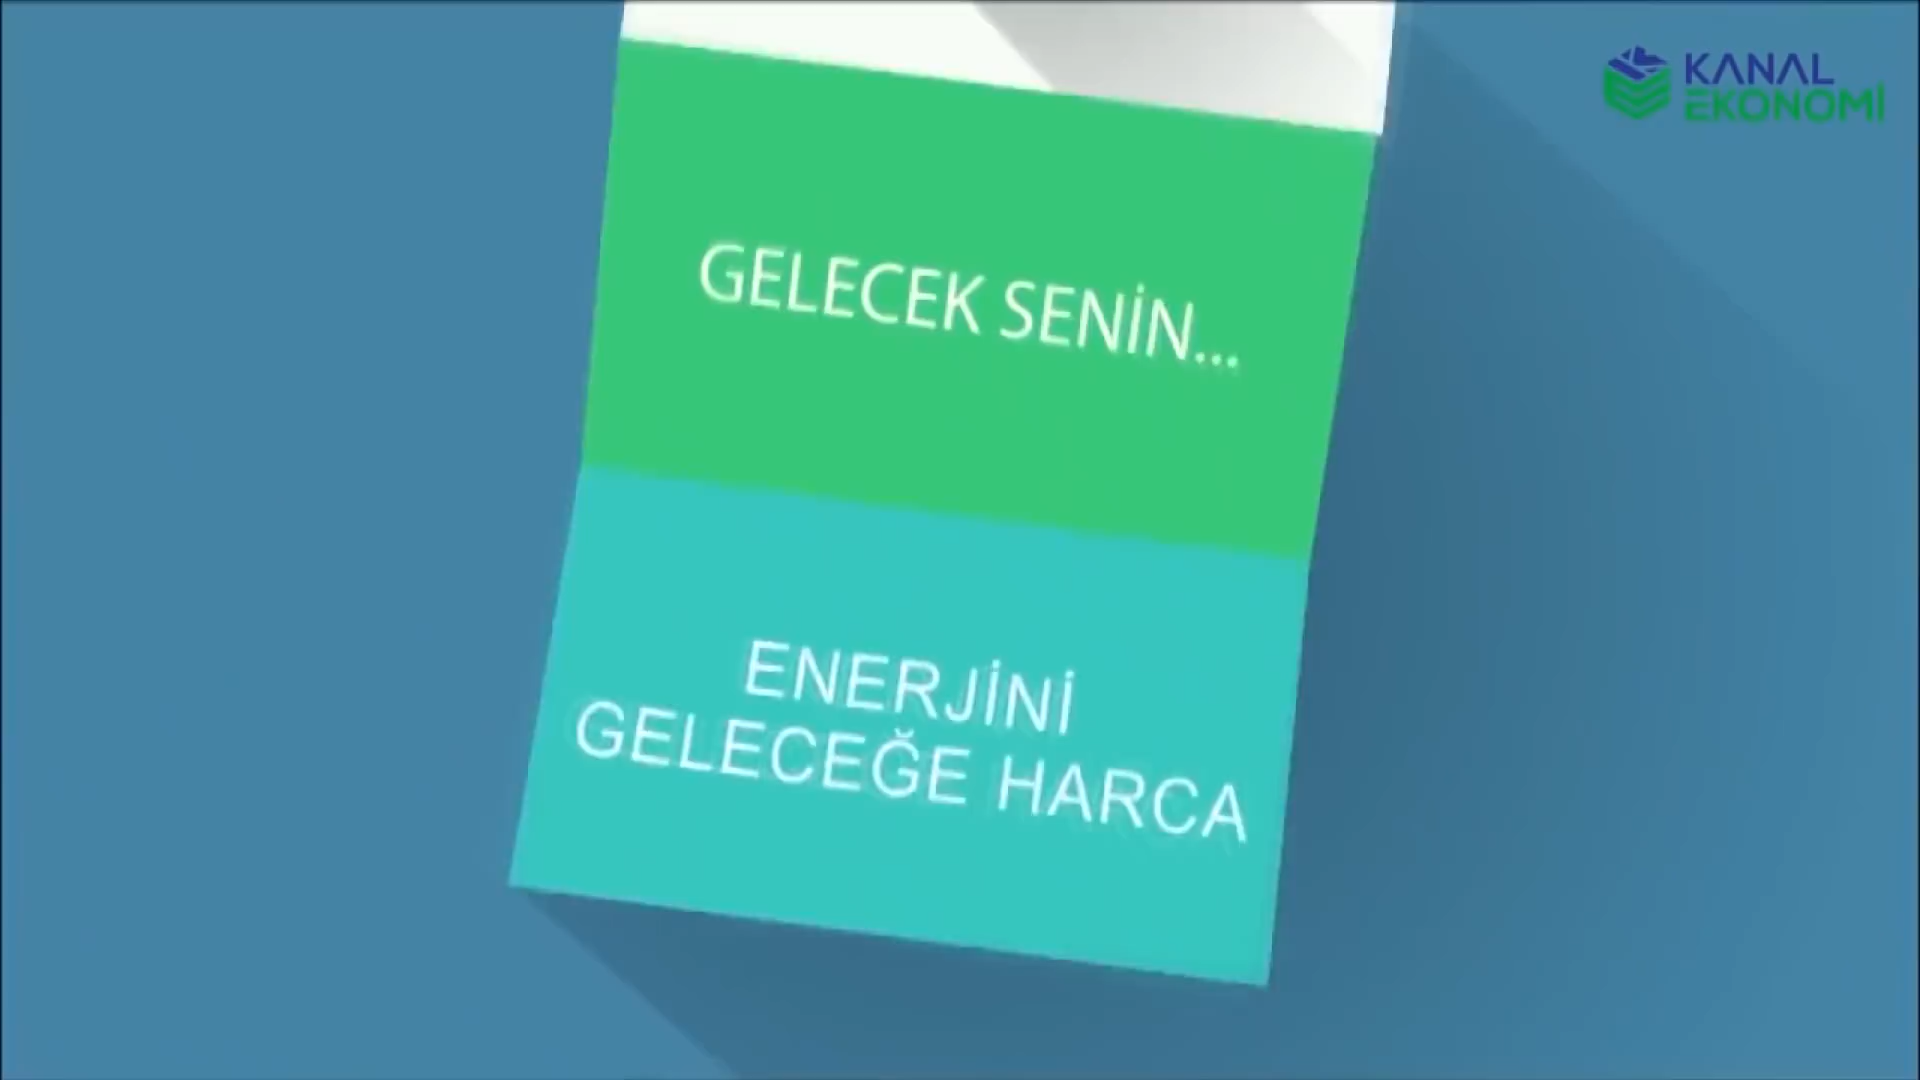 KANAL
EKONOMİ
GELECEK SENİN...
ENERJİNİ
GELECEĞE HARCA